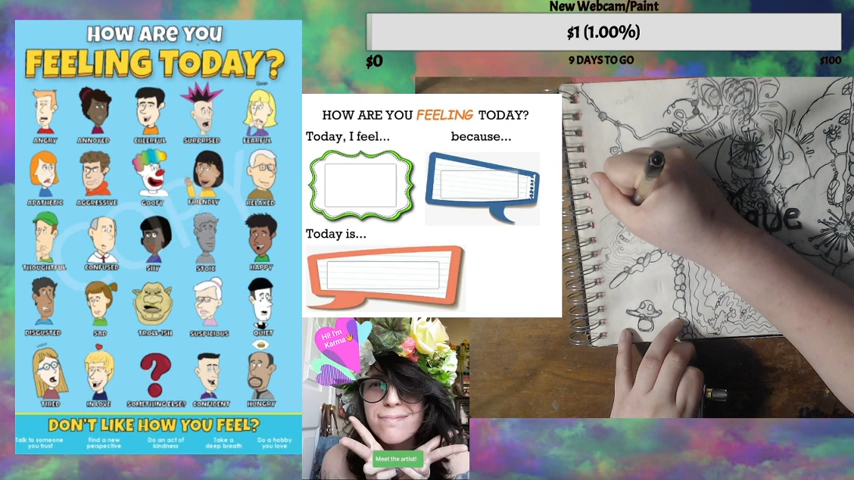 HOW ARE YOU
FEELING TODAY?
ANGRY ANNOYED CHEERFUL SURPRISED FEARFUL
APATHETIC AGGRESSIVE GOOFY FRIENDLY RELAXED
THOUGHTFUL CONFUSED SHY STOIC HAPPY
DISGUSTED SAD TROLL-ISH SUSPICIOUS QUIET
TIRED IN LOVE SOMETHING ELSE? CONFIDENT HUNGRY
DON'T LIKE HOW YOU FEEL?
Talk to someone you trust
Find a new perspective
Do an act of kindness
Take a deep breath
Do a hobby you love
COPY
HOW ARE YOU FEELING TODAY?
Today, I feel... because...
Today is...
Hi! I'm
Karma
Meet the artist!
New Webcam/Paint
$1 (1.00%)
$0 9 DAYS TO GO $100